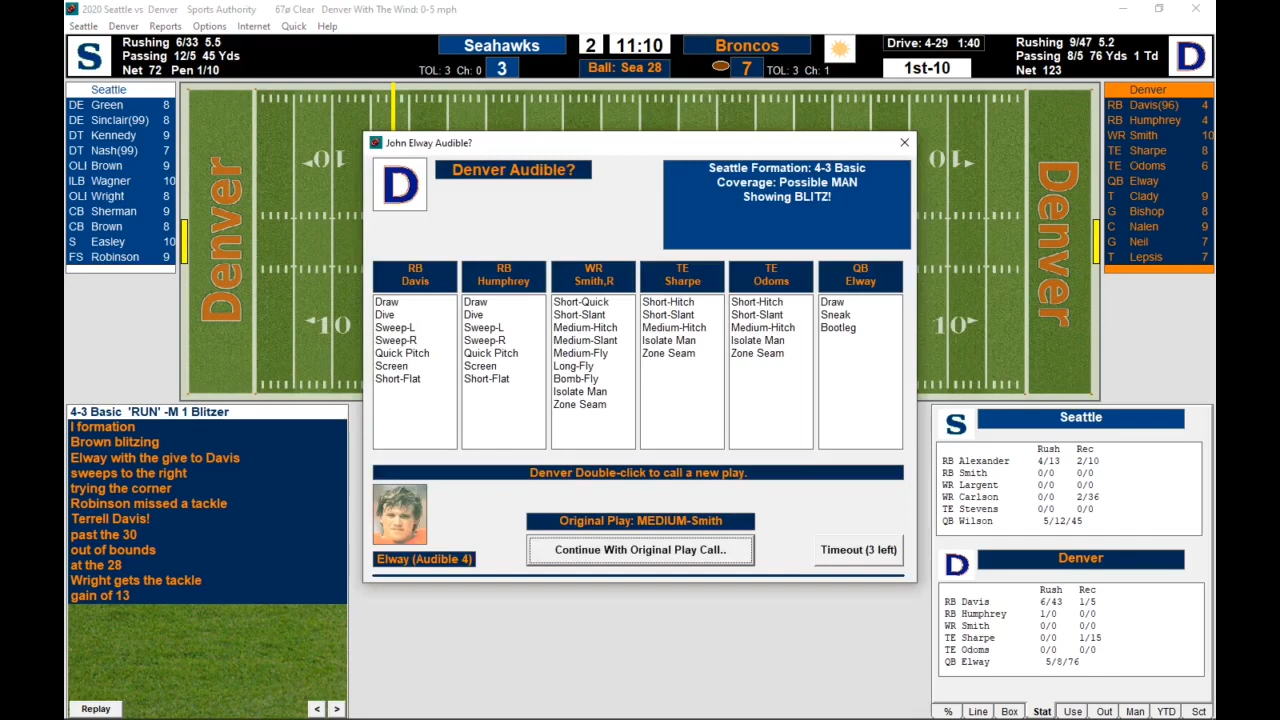 2020 Seattle vs Denver Sports Authority 67ø Clear Denver With The Wind: 0-5 mph
Seattle Denver Reports Options Internet Quick Help
S
Rushing 6/33 5.5
Passing 12/5 45 Yds
Net 72 Pen 1/10
Seahawks
2
11:10
Broncos
TOL: 3 Ch: 0
3
Ball: Sea 28
7
TOL: 3 Ch: 1
Drive: 4-29 1:40
1st-10
Rushing 9/47 5.2
Passing 8/5 76 Yds 1 Td
Net 123
D
Seattle
DE Green 8
DE Sinclair(99) 8
DT Kennedy 9
DT Nash(99) 7
OLI Brown 9
ILB Wagner 10
OLI Wright 8
CB Sherman 9
CB Brown 8
S Easley 10
FS Robinson 9
Denver
10
10
John Elway Audible?
D
Denver Audible?
Seattle Formation: 4-3 Basic
Coverage: Possible MAN
Showing BLITZ!
RB
Davis
Draw
Dive
Sweep-L
Sweep-R
Quick Pitch
Screen
Short-Flat
RB
Humphrey
Draw
Dive
Sweep-L
Sweep-R
Quick Pitch
Screen
Short-Flat
WR
Smith,R
Short-Quick
Short-Slant
Medium-Hitch
Medium-Slant
Medium-Fly
Long-Fly
Bomb-Fly
Isolate Man
Zone Seam
TE
Sharpe
Short-Hitch
Short-Slant
Medium-Hitch
Isolate Man
Zone Seam
TE
Odoms
Short-Hitch
Short-Slant
Medium-Hitch
Isolate Man
Zone Seam
QB
Elway
Draw
Sneak
Bootleg
Denver Double-click to call a new play.
Original Play: MEDIUM-Smith
Continue With Original Play Call..
Timeout (3 left)
Elway (Audible 4)
10
10
Denver
Denver
RB Davis(96) 4
RB Humphrey 4
WR Smith 10
TE Sharpe 8
TE Odoms 6
QB Elway
T Clady 9
G Bishop 8
C Nalen 9
G Neil 7
T Lepsis 7
4-3 Basic 'RUN' -M 1 Blitzer
I formation
Brown blitzing
Elway with the give to Davis
sweeps to the right
trying the corner
Robinson missed a tackle
Terrell Davis!
past the 30
out of bounds
at the 28
Wright gets the tackle
gain of 13
Replay
< >
S
Seattle
Rush Rec
RB Alexander 4/13 2/10
RB Smith 0/0 0/0
WR Largent 0/0 0/0
WR Carlson 0/0 2/36
TE Stevens 0/0 0/0
QB Wilson 5/12/45
D
Denver
Rush Rec
RB Davis 6/43 1/5
RB Humphrey 1/0 0/0
WR Smith 0/0 0/0
TE Sharpe 0/0 1/15
TE Odoms 0/0 0/0
QB Elway 5/8/76
% Line Box Stat Use Out Man YTD Sct